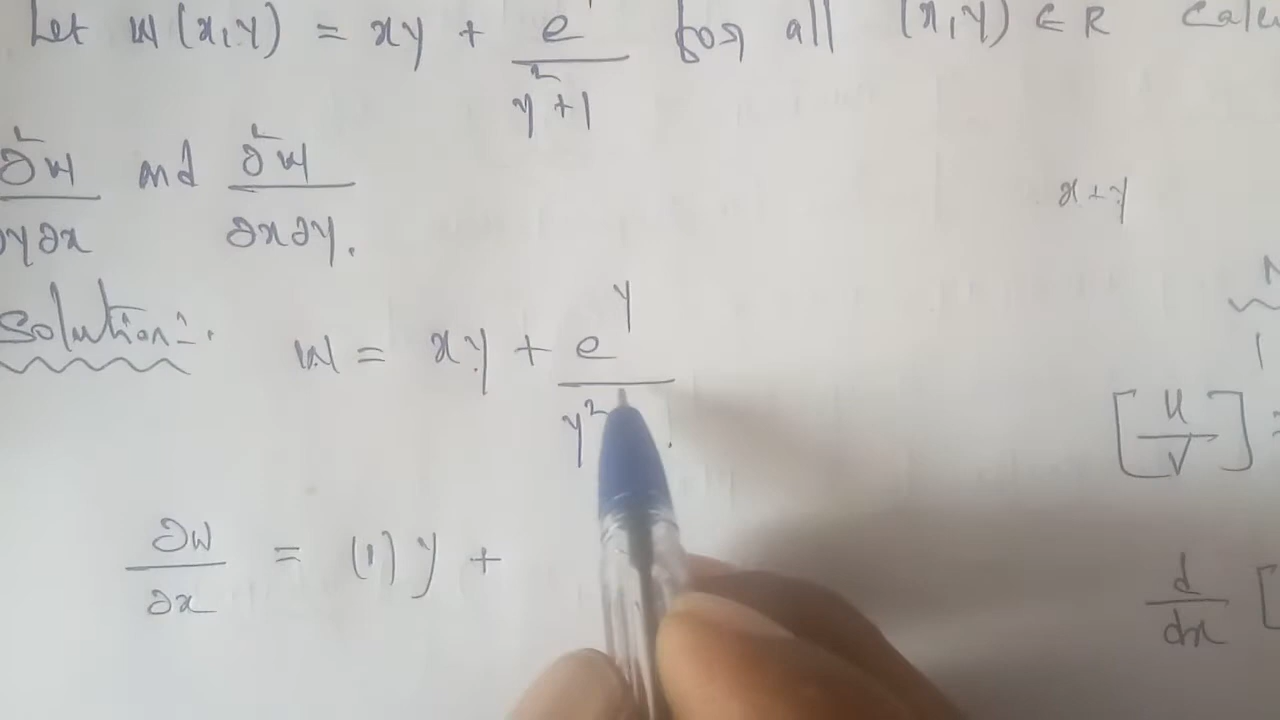 Let w(x,y) = xy + e / y²+1 for all (x,y) ∈ R
∂²w / ∂y∂x and ∂²w / ∂x∂y.
x+y
Solution:-. w = xy + e^y / y²
[u/v] =
∂w/∂x = (1) y +
d/dx [